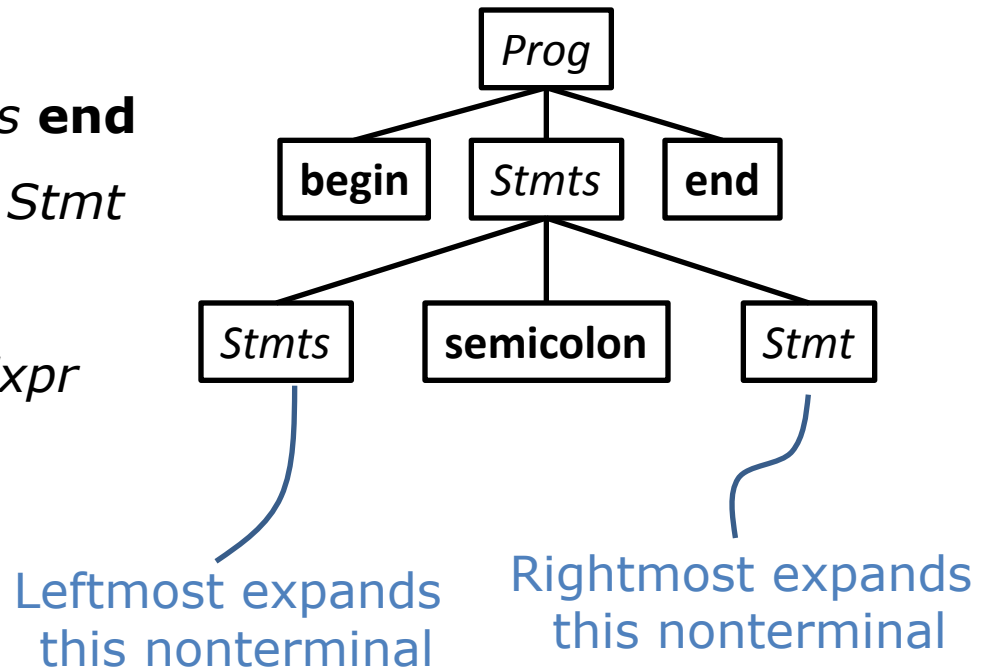 Prog
s end
begin Stmts end
Stmt
Stmts semicolon Stmt
xpr
Leftmost expands
this nonterminal
Rightmost expands
this nonterminal